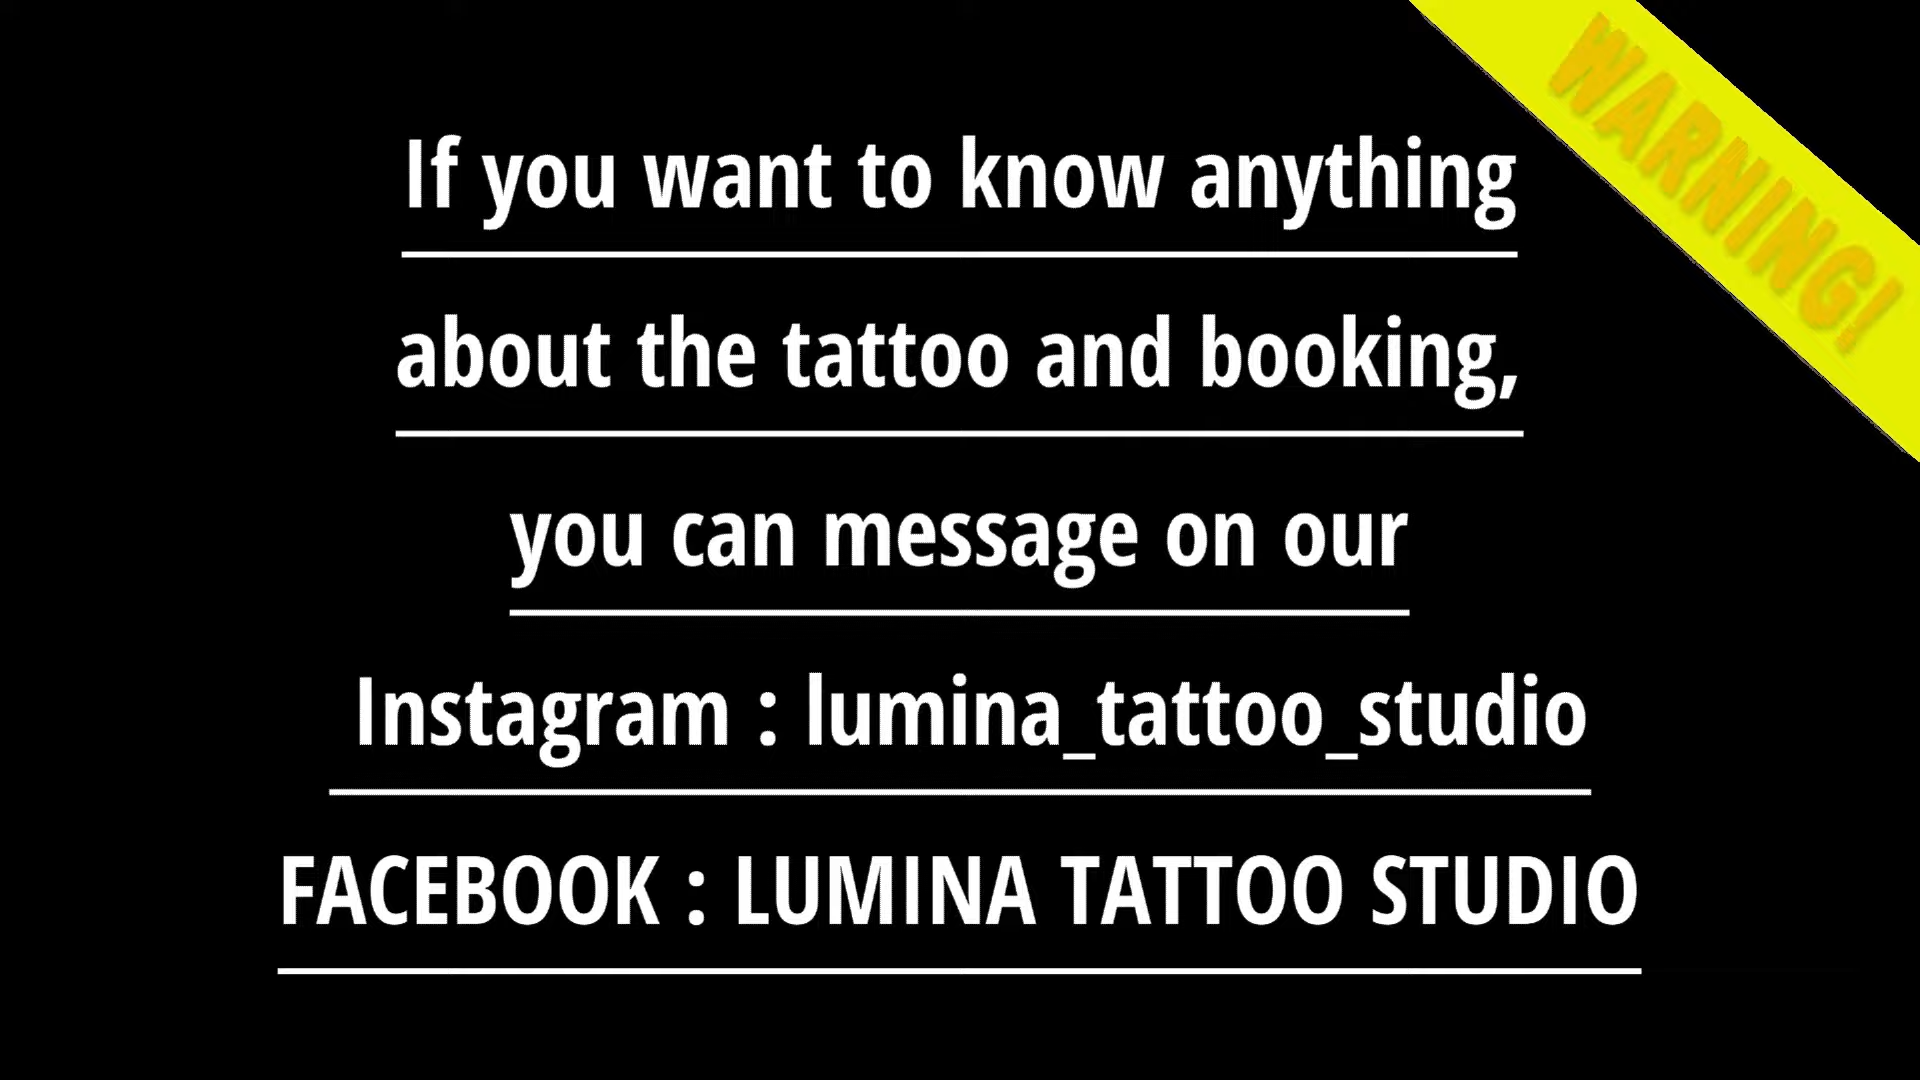 WARNING!
If you want to know anything
about the tattoo and booking,
you can message on our
Instagram : lumina_tattoo_studio
FACEBOOK : LUMINA TATTOO STUDIO